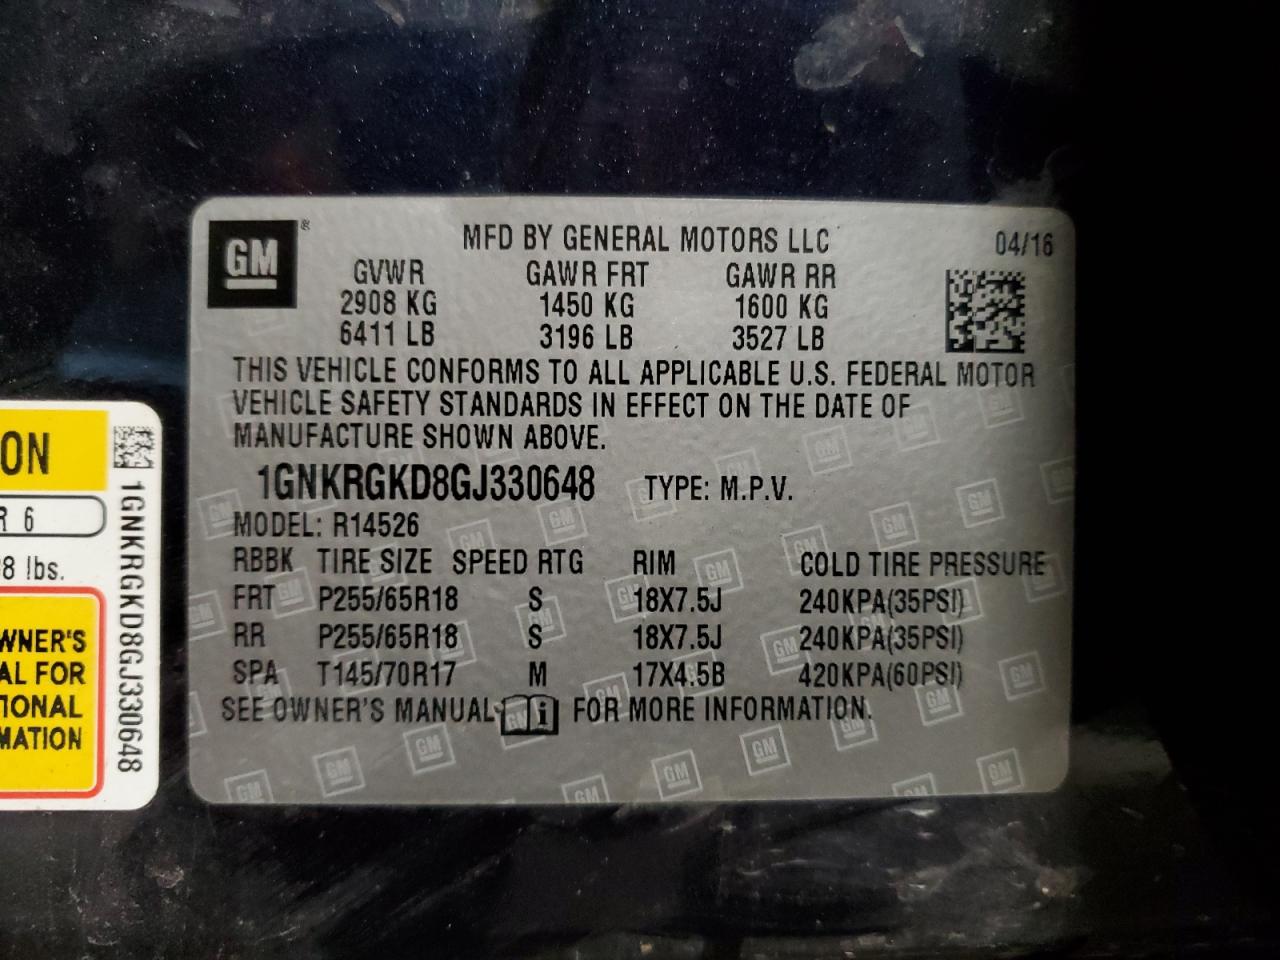 GM®
MFD BY GENERAL MOTORS LLC 04/16
GVWR GAWR FRT GAWR RR
2908 KG 1450 KG 1600 KG
6411 LB 3196 LB 3527 LB
THIS VEHICLE CONFORMS TO ALL APPLICABLE U.S. FEDERAL MOTOR
VEHICLE SAFETY STANDARDS IN EFFECT ON THE DATE OF
MANUFACTURE SHOWN ABOVE.
1GNKRGKD8GJ330648 TYPE: M.P.V.
MODEL: R14526
RBBK TIRE SIZE SPEED RTG RIM COLD TIRE PRESSURE
FRT P255/65R18 S 18X7.5J 240KPA(35PSI)
RR P255/65R18 S 18X7.5J 240KPA(35PSI)
SPA T145/70R17 M 17X4.5B 420KPA(60PSI)
SEE OWNER'S MANUAL i FOR MORE INFORMATION.
ON
R 6
8 lbs.
WNER'S
AL FOR
IONAL
MATION
1GNKRGKD8GJ330648